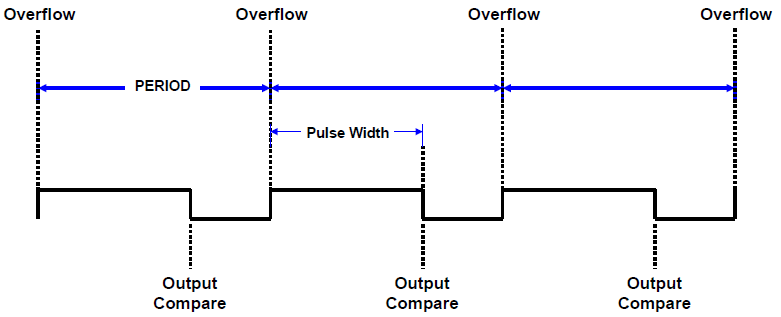 Overflow Overflow Overflow Overflow
PERIOD
Pulse Width
Output Output Output
Compare Compare Compare